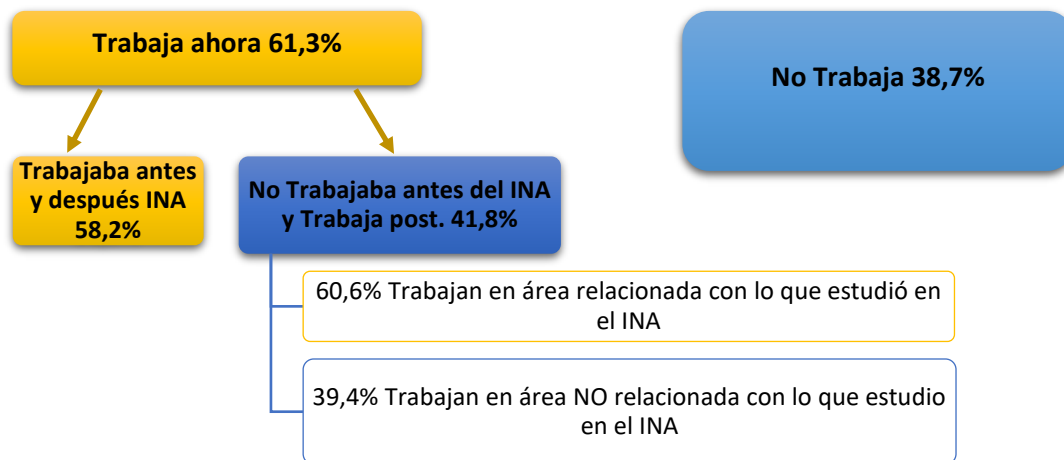 Trabaja ahora 61,3%
No Trabaja 38,7%
Trabajaba antes
y después INA
58,2%
No Trabajaba antes del INA
y Trabaja post. 41,8%
60,6% Trabajan en área relacionada con lo que estudió en
el INA
39,4% Trabajan en área NO relacionada con lo que estudio
en el INA